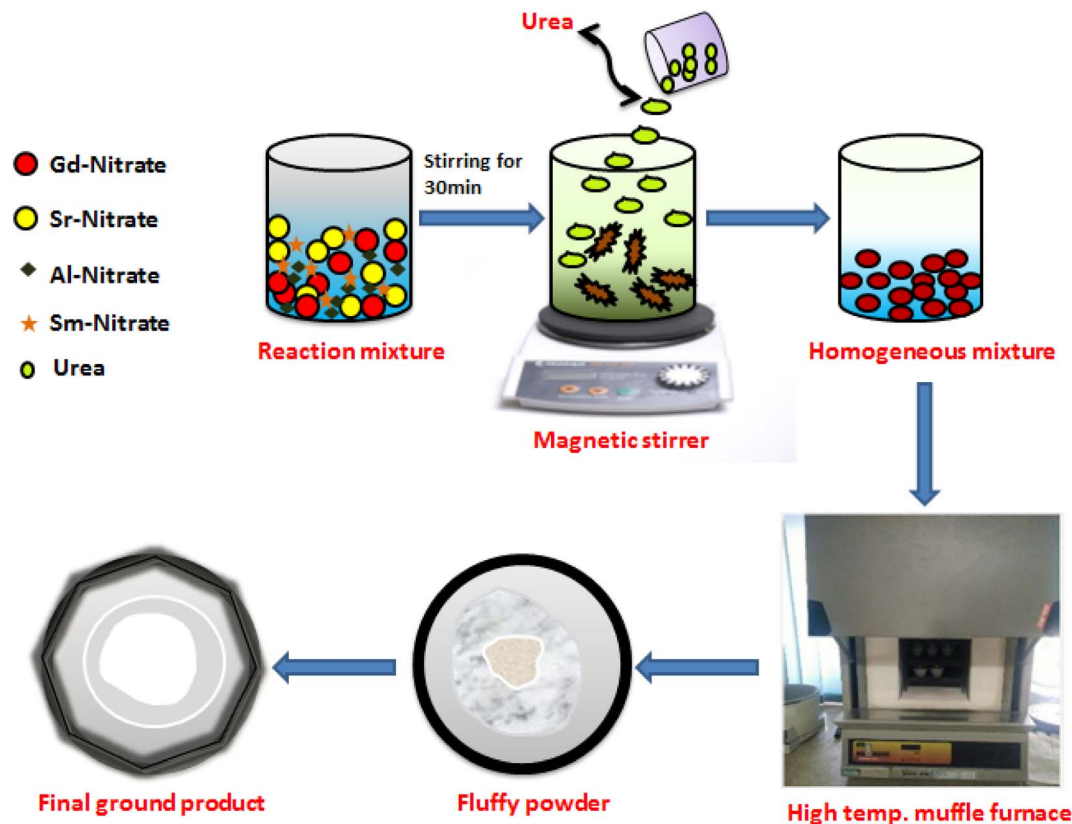 Urea
Gd-Nitrate
Sr-Nitrate
Al-Nitrate
Sm-Nitrate
Urea
Stirring for
30min
Reaction mixture
Magnetic stirrer
Homogeneous mixture
Final ground product
Fluffy powder
High temp. muffle furnace